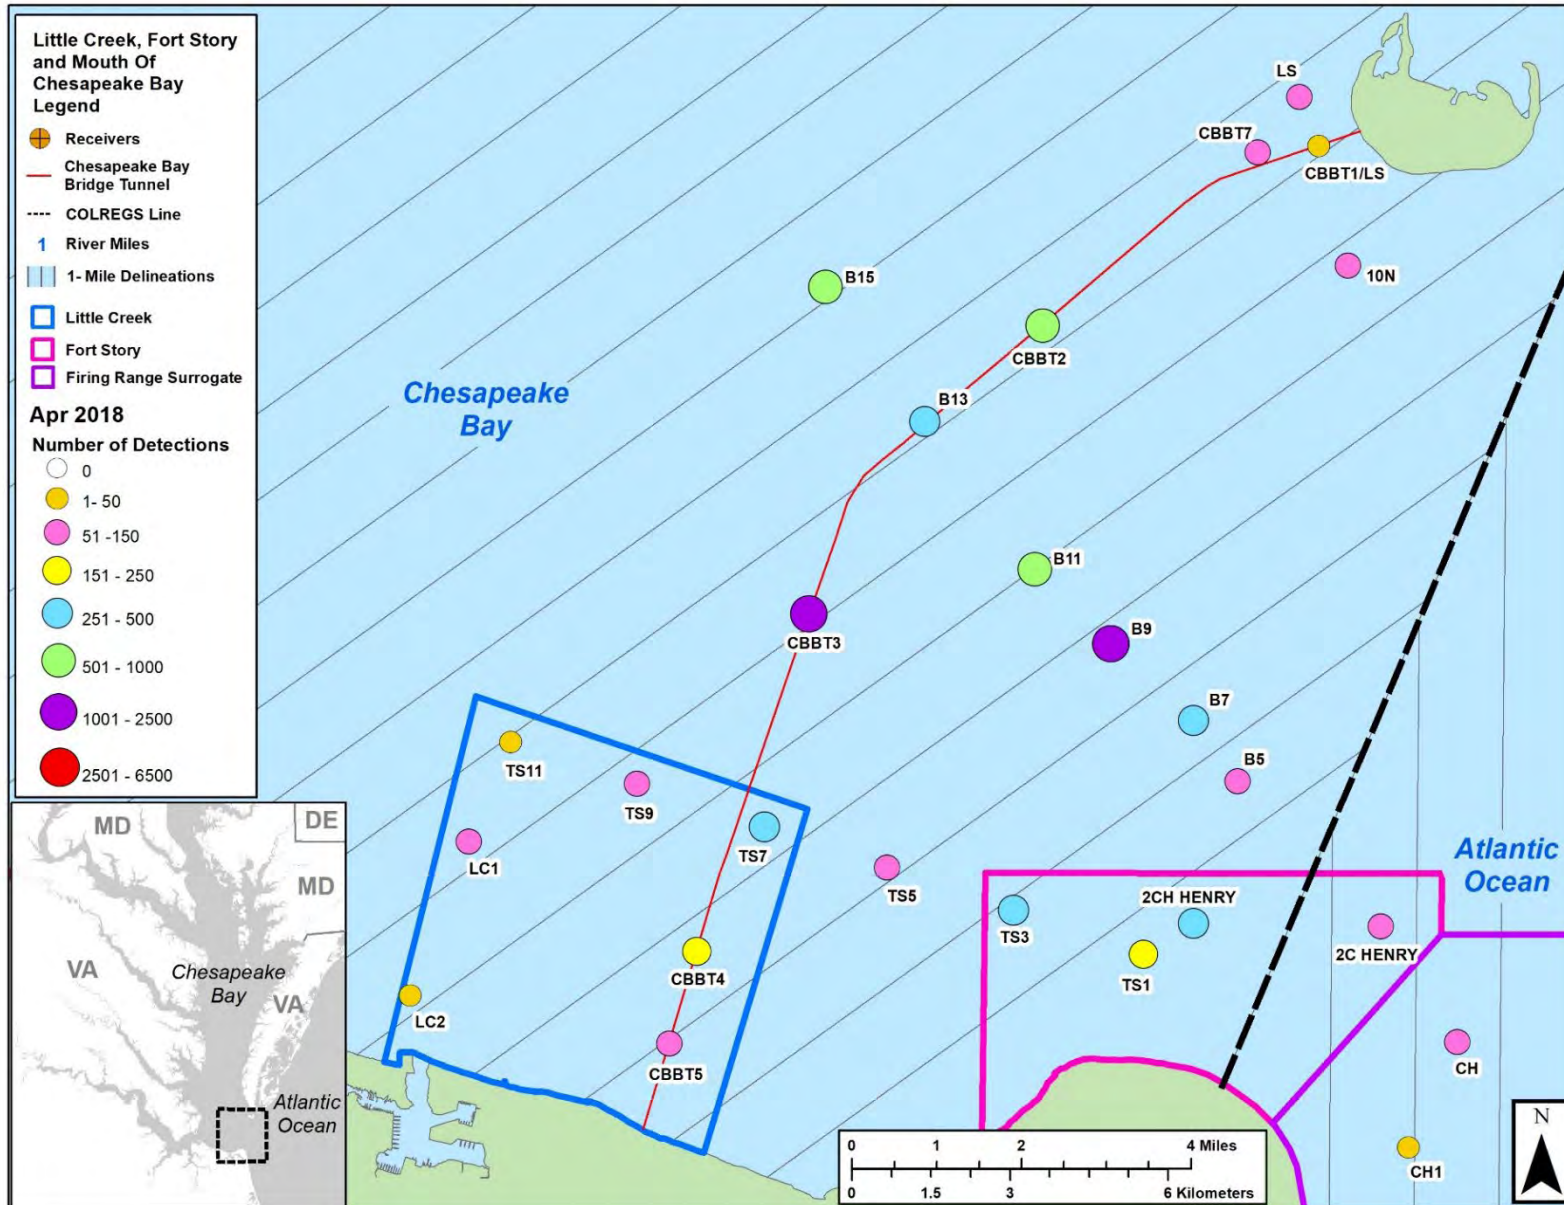 Little Creek, Fort Story
and Mouth Of
Chesapeake Bay
Legend
Receivers
Chesapeake Bay
Bridge Tunnel
COLREGS Line
1 River Miles
1- Mile Delineations
Little Creek
Fort Story
Firing Range Surrogate
Apr 2018
Number of Detections
0
1- 50
51 -150
151 - 250
251 - 500
501 - 1000
1001 - 2500
2501 - 6500
LS
CBBT7
CBBT1/LS
10N
B15
CBBT2
Chesapeake
Bay
B13
B11
CBBT3
B9
B7
B5
TS11
TS9
TS7
LC1
TS5
Atlantic
Ocean
2CH HENRY
TS3
2C HENRY
CBBT4
TS1
LC2
CBBT5
CH
CH1
MD
DE
MD
VA
Chesapeake
Bay
VA
Atlantic
Ocean
0 1 2 4 Miles
0 1.5 3 6 Kilometers
N